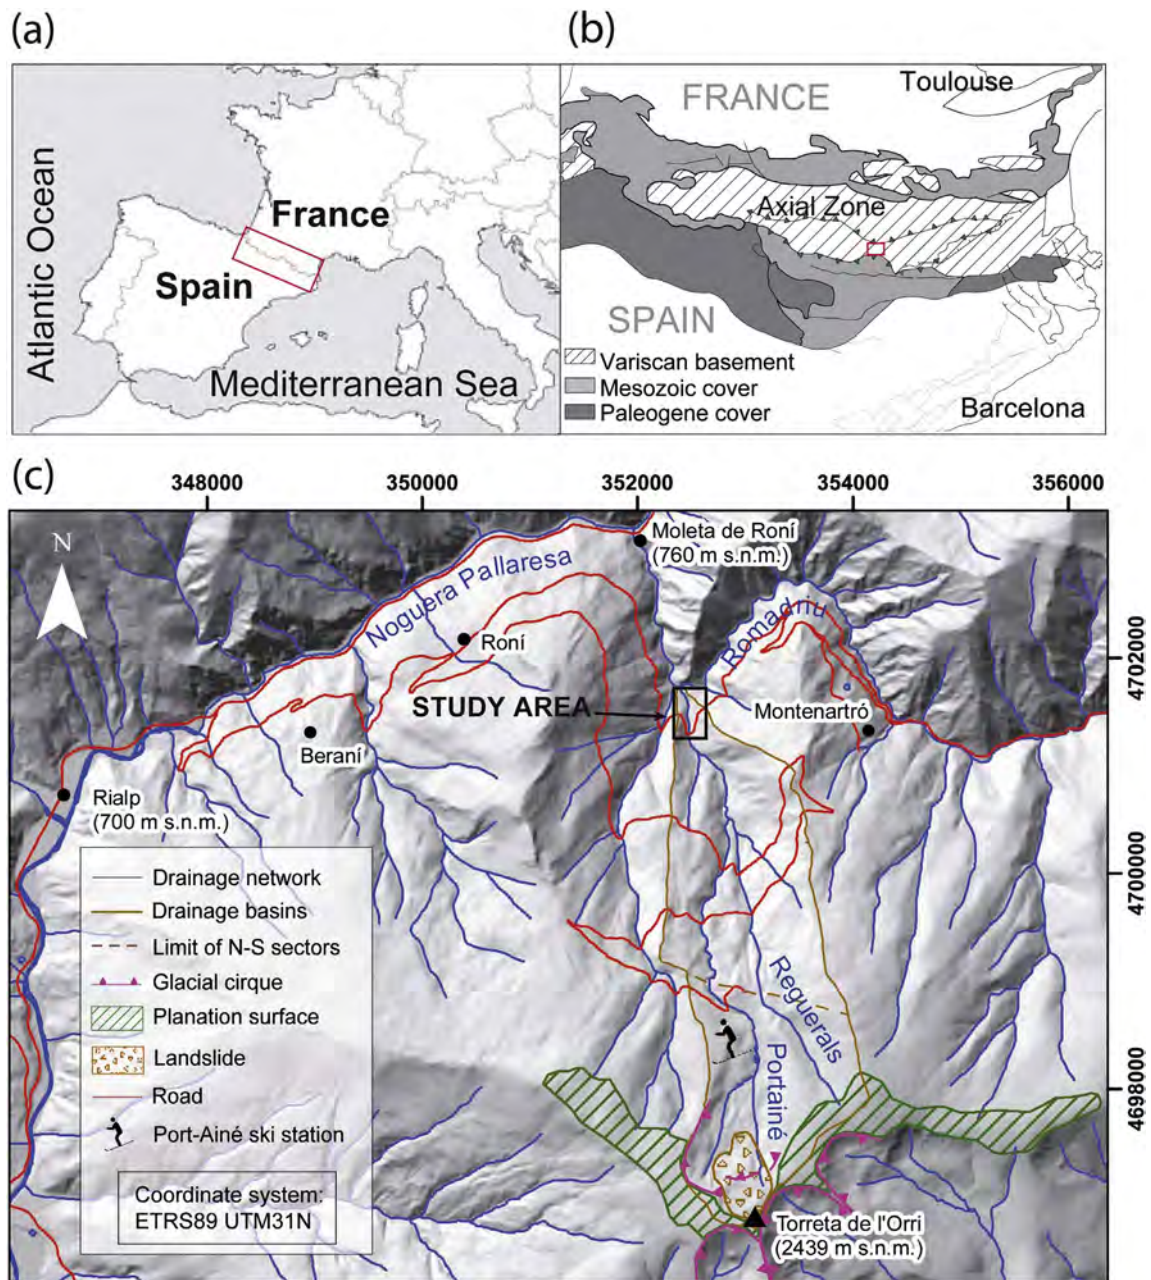 (a)
(b)
Atlantic Ocean
France
Spain
Mediterranean Sea
FRANCE
Toulouse
Axial Zone
SPAIN
Variscan basement
Mesozoic cover
Paleogene cover
Barcelona
(c)
348000
350000
352000
354000
356000
N
Moleta de Roní
(760 m s.n.m.)
Noguera Pallaresa
Romadriu
Roní
4702000
STUDY AREA
Montenartró
Beraní
Rialp
(700 m s.n.m.)
4700000
Drainage network
Drainage basins
Limit of N-S sectors
Glacial cirque
Planation surface
Landslide
Road
Port-Ainé ski station
Coordinate system:
ETRS89 UTM31N
Reguerals
Portainé
4698000
Torreta de l'Orri
(2439 m s.n.m.)